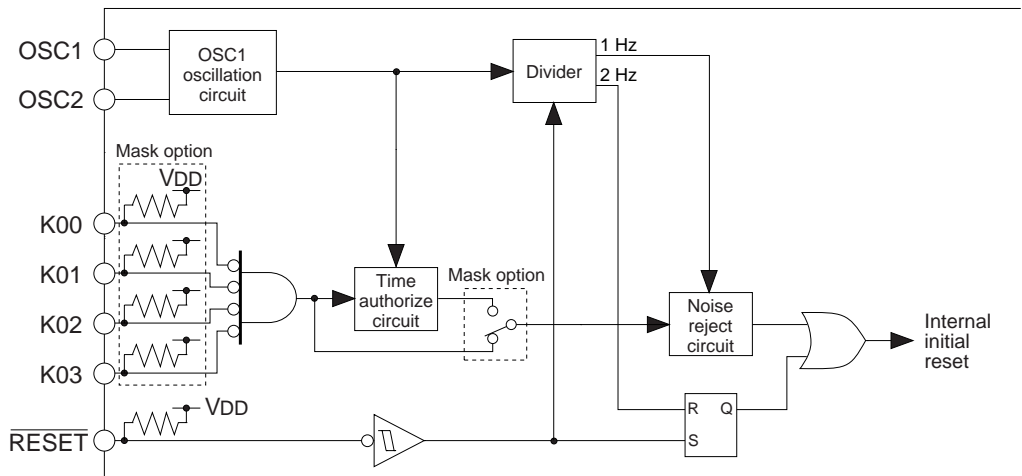 OSC1
OSC2
OSC1
oscillation
circuit
Divider
1 Hz
2 Hz
Mask option
VDD
K00
K01
K02
K03
Time
authorize
circuit
Mask option
Noise
reject
circuit
Internal
initial
reset
RESET
VDD
R Q
S